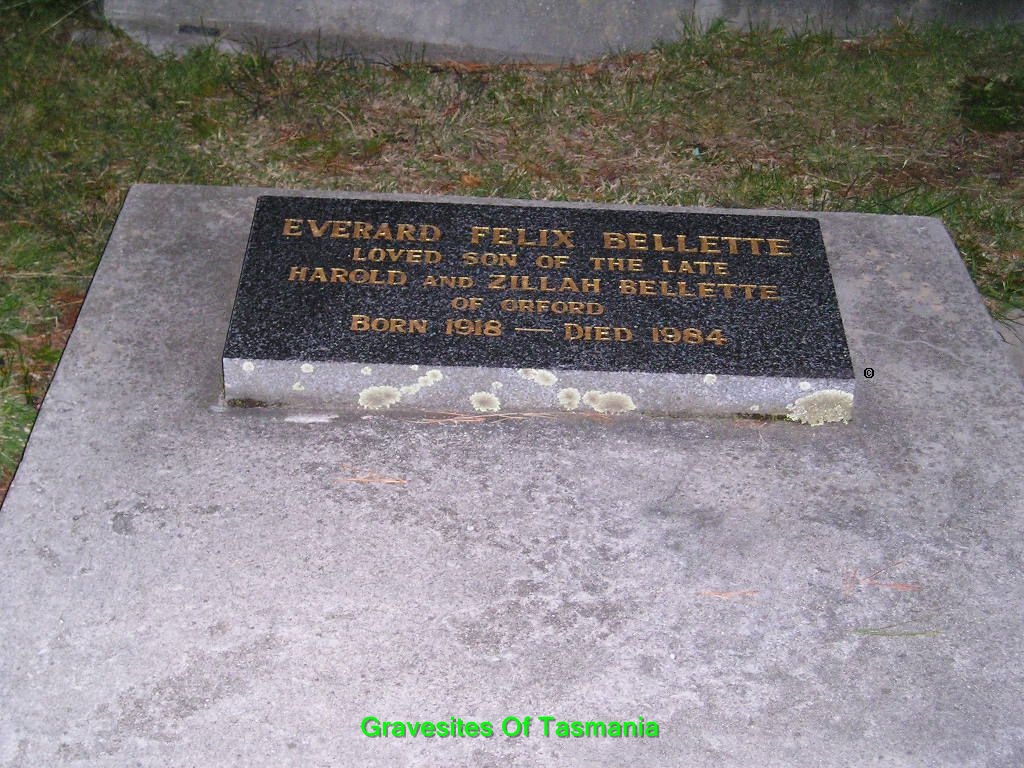 EVERARD FELIX BELLETTE
LOVED SON OF THE LATE
HAROLD AND ZILLAH BELLETTE
OF ORFORD
BORN 1918 — DIED 1984
©
Gravesites Of Tasmania